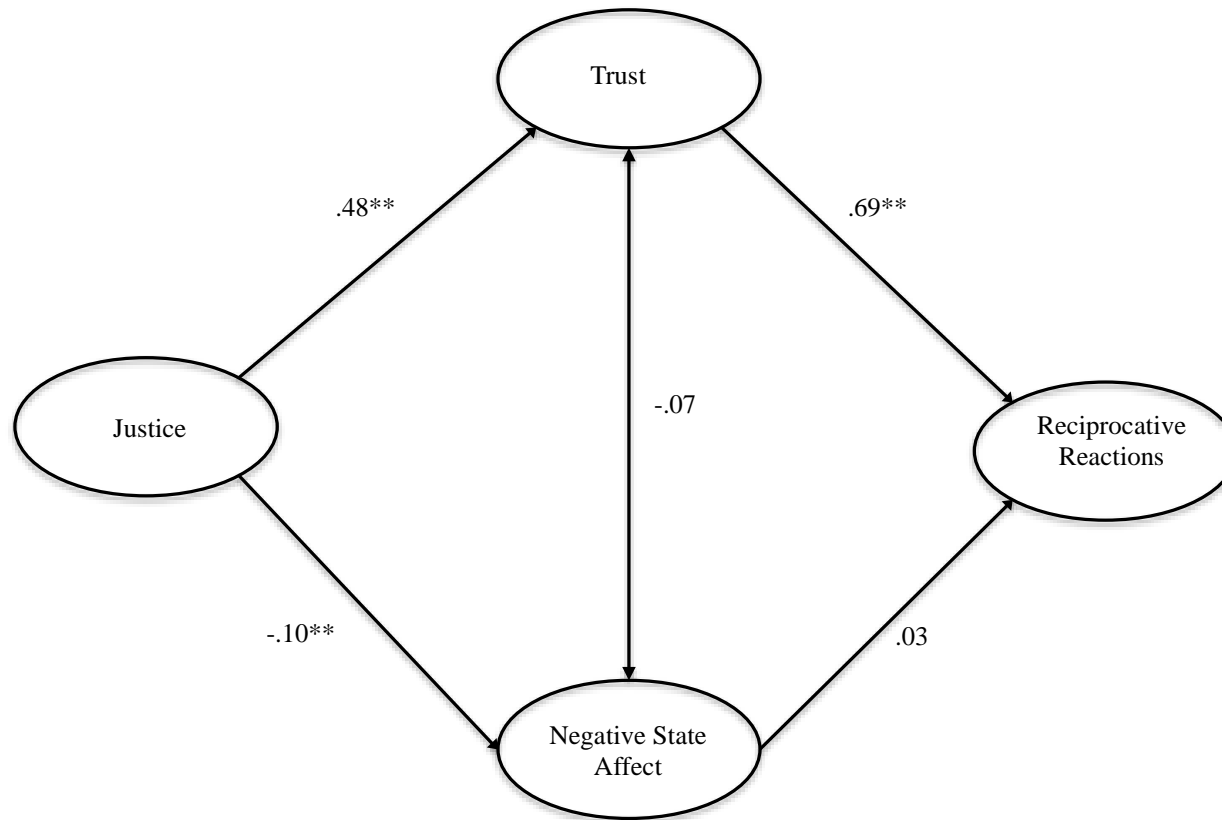 Trust
.48**
.69**
-.07
Justice
Reciprocative
Reactions
-.10**
.03
Negative State
Affect